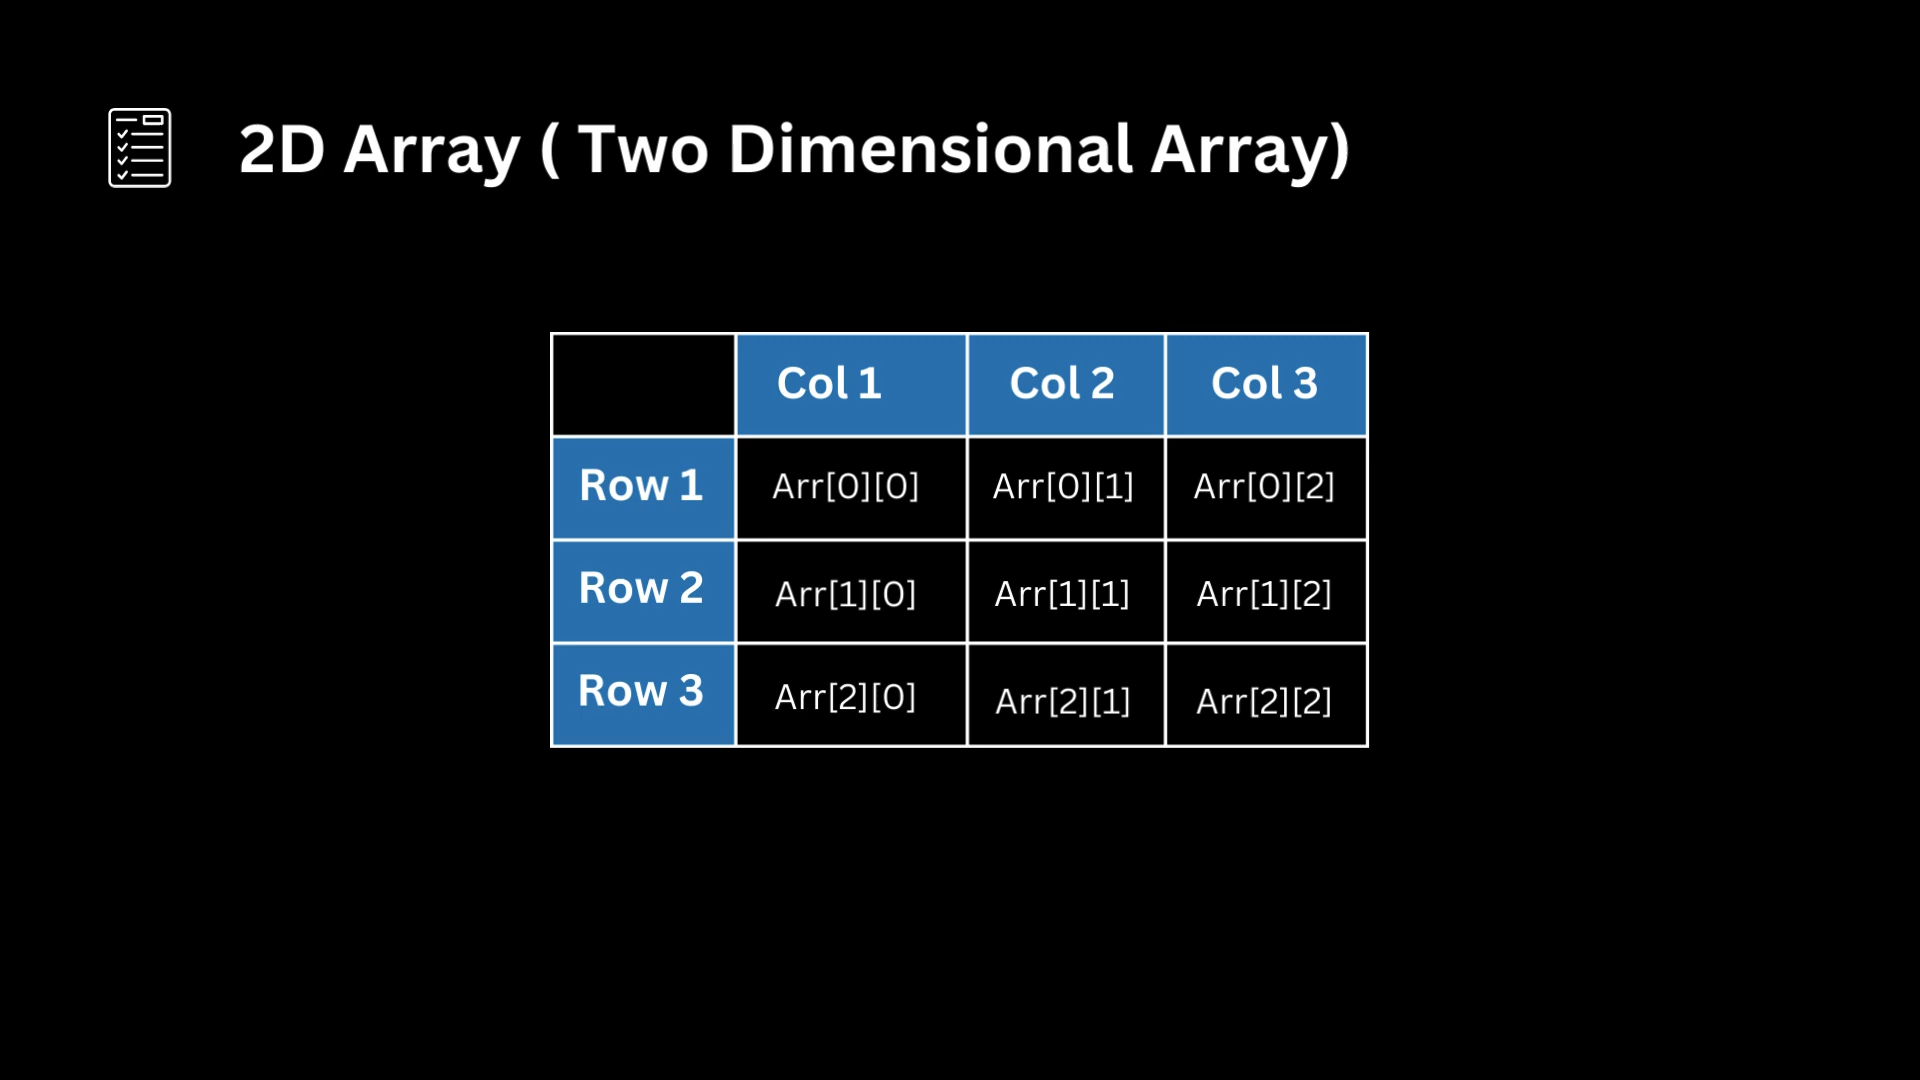 2D Array ( Two Dimensional Array)
Col 1 Col 2 Col 3
Row 1 Arr[0][0] Arr[0][1] Arr[0][2]
Row 2 Arr[1][0] Arr[1][1] Arr[1][2]
Row 3 Arr[2][0] Arr[2][1] Arr[2][2]